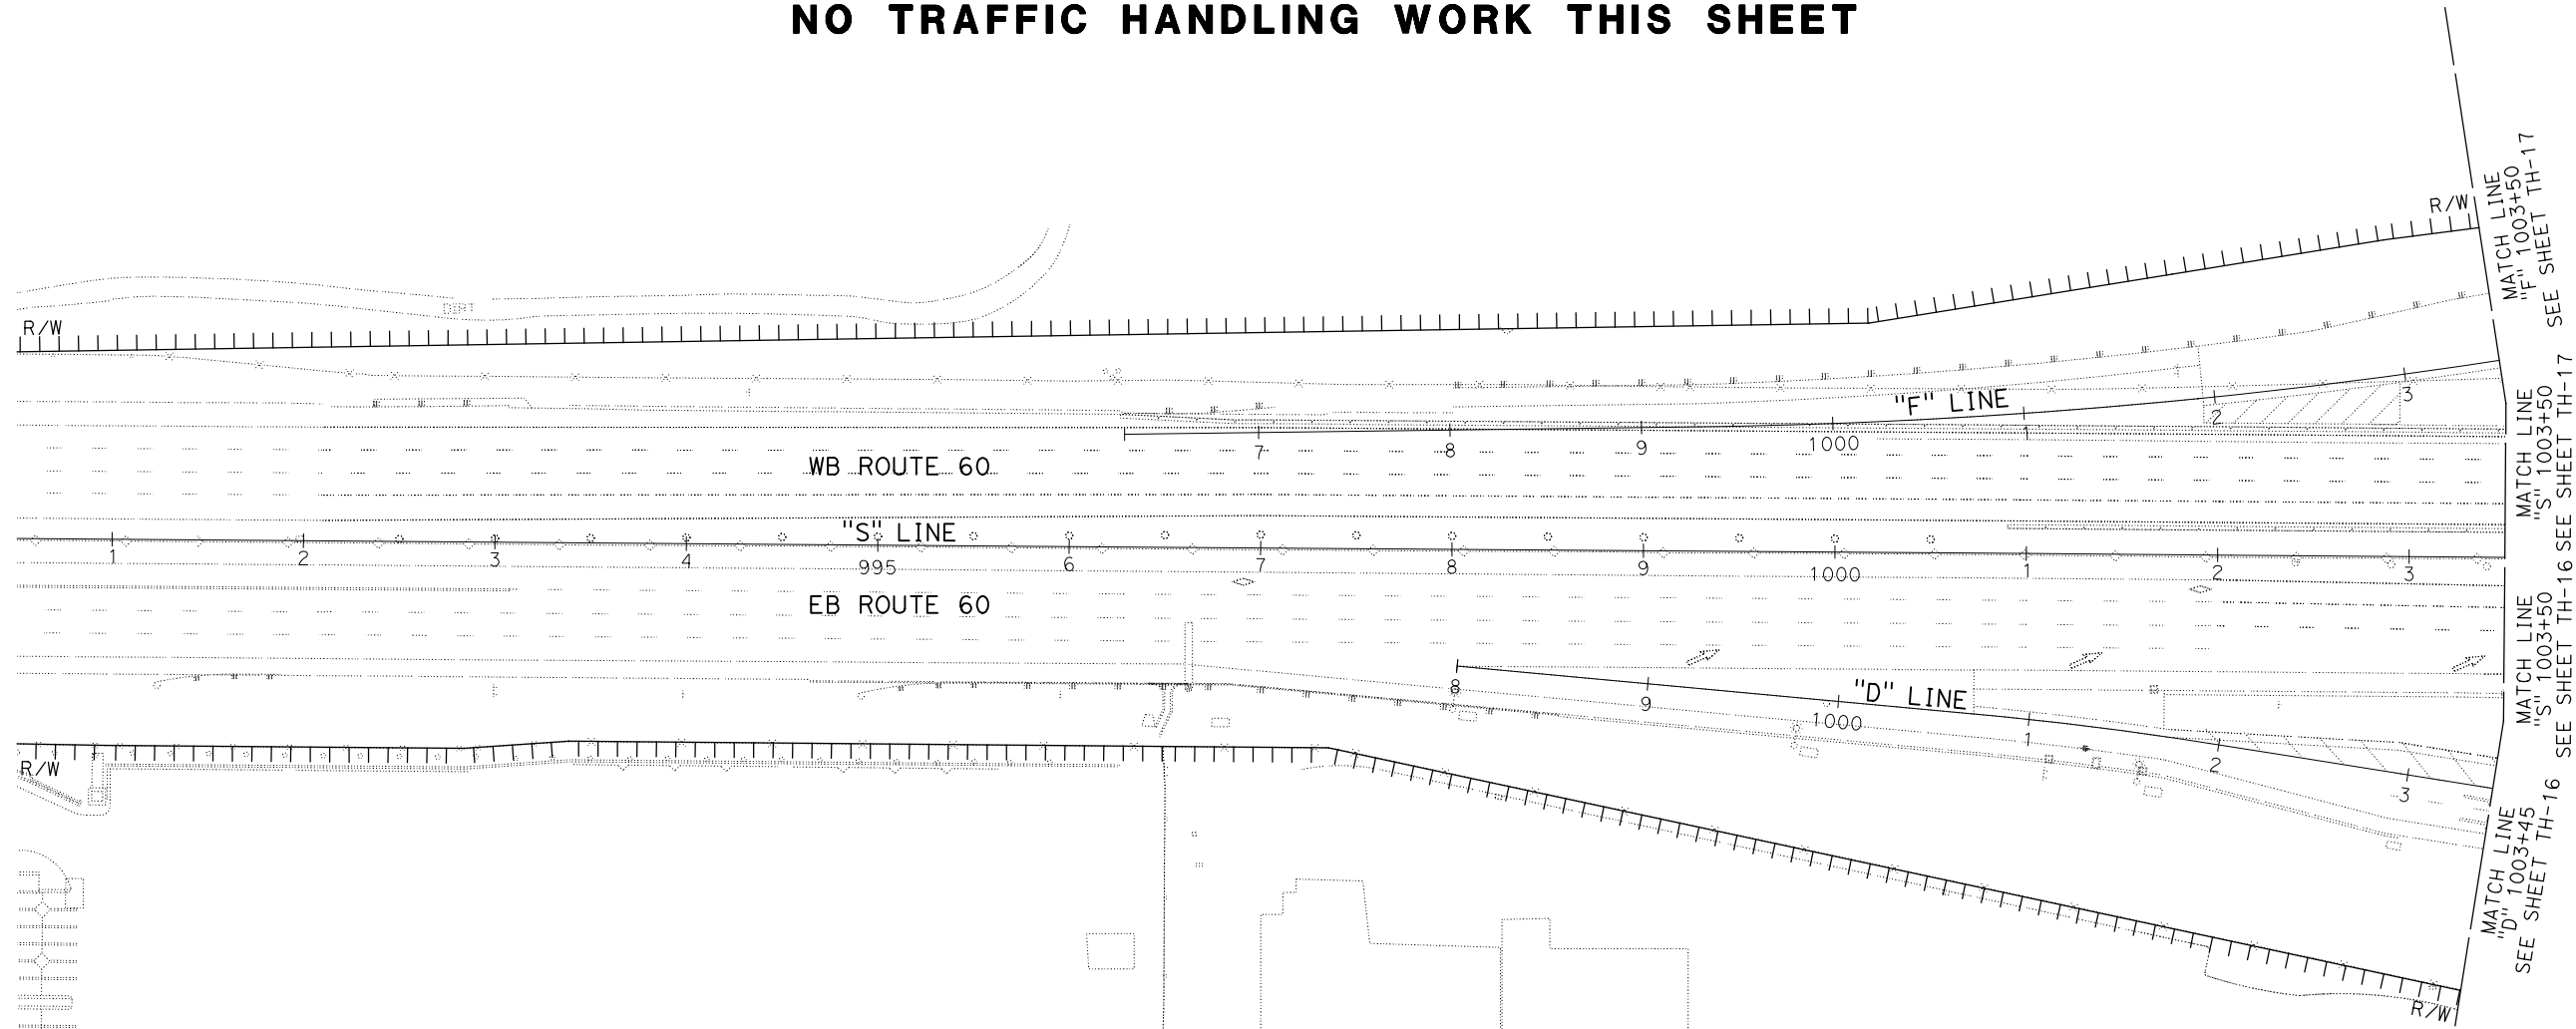 NO TRAFFIC HANDLING WORK THIS SHEET
R/W
R/W
MATCH LINE
"F" 1003+50
SEE SHEET TH-17
"F" LINE
7
8
9
1000
1
2
3
WB ROUTE 60
MATCH LINE
"S" 1003+50
SEE SHEET TH-17
"S" LINE
1
2
3
4
995
6
7
8
9
1000
1
2
3
EB ROUTE 60
MATCH LINE
"S" 1003+50
SEE SHEET TH-16
"D" LINE
8
9
1000
1
2
3
R/W
MATCH LINE
"D" 1003+45
SEE SHEET TH-16
R/W